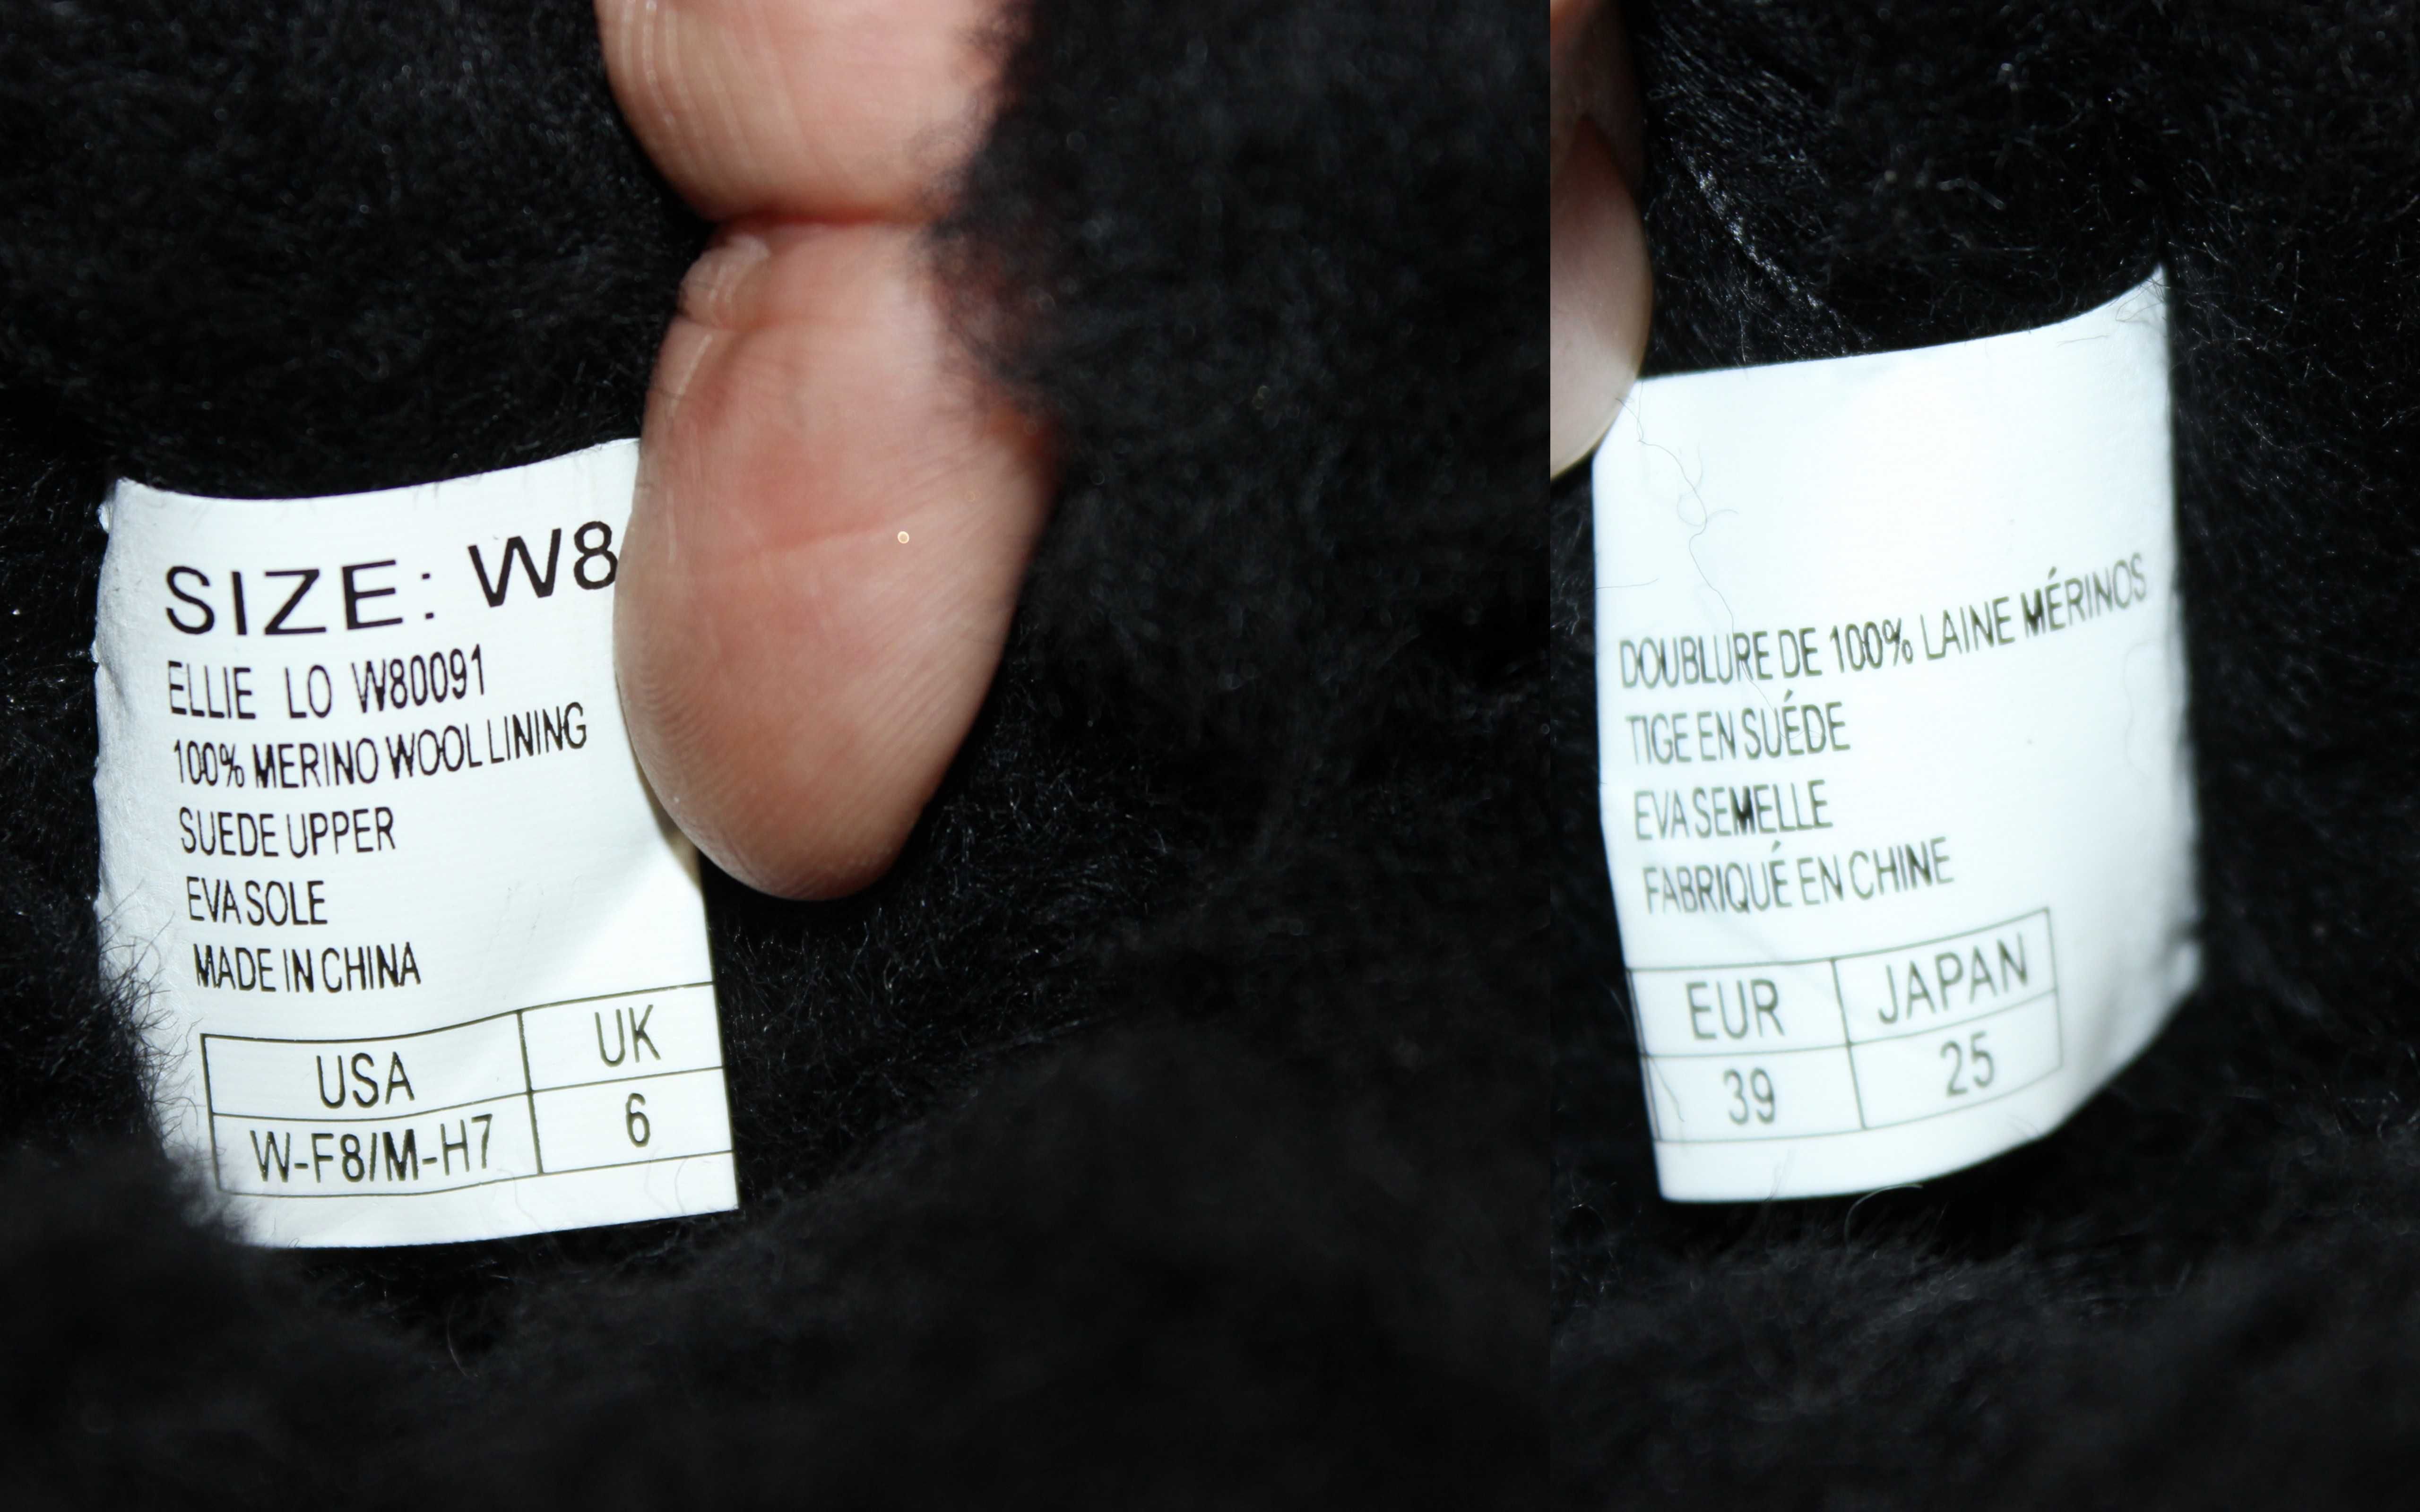 SIZE: W8
ELLIE LO W80091
100% MERINO WOOL LINING
SUEDE UPPER
EVA SOLE
MADE IN CHINA
USA UK
W-F8/M-H7 6
DOUBLURE DE 100% LAINE MÉRINOS
TIGE EN SUÉDE
EVA SEMELLE
FABRIQUÉ EN CHINE
EUR JAPAN
39 25